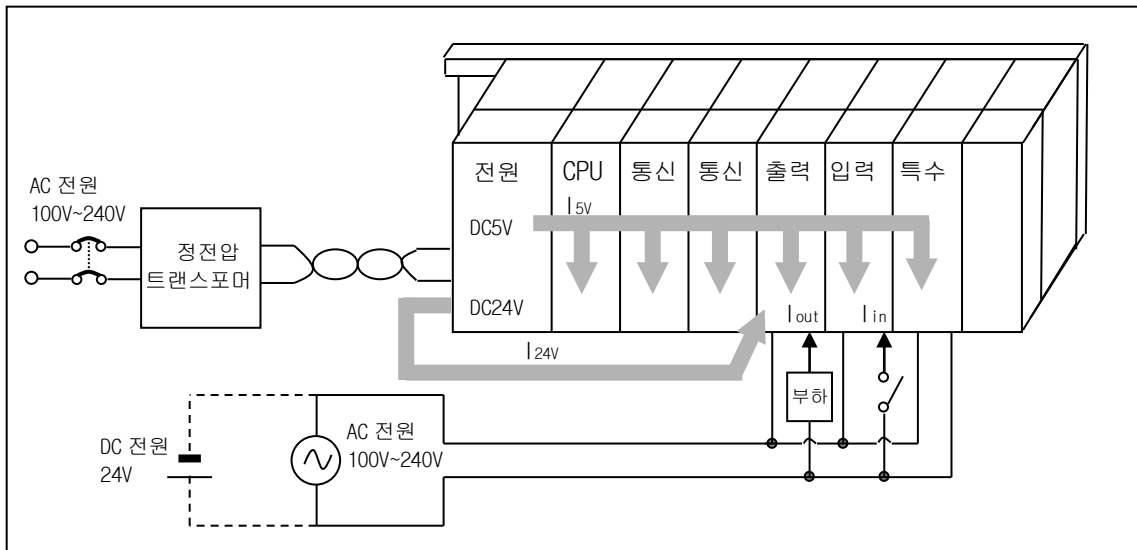 전원
CPU
통신
통신
출력
입력
특수
AC 전원
100V~240V
I5V
DC5V
정전압
트랜스포머
DC24V
Iout
Iin
I24V
부하
AC 전원
100V~240V
DC 전원
24V